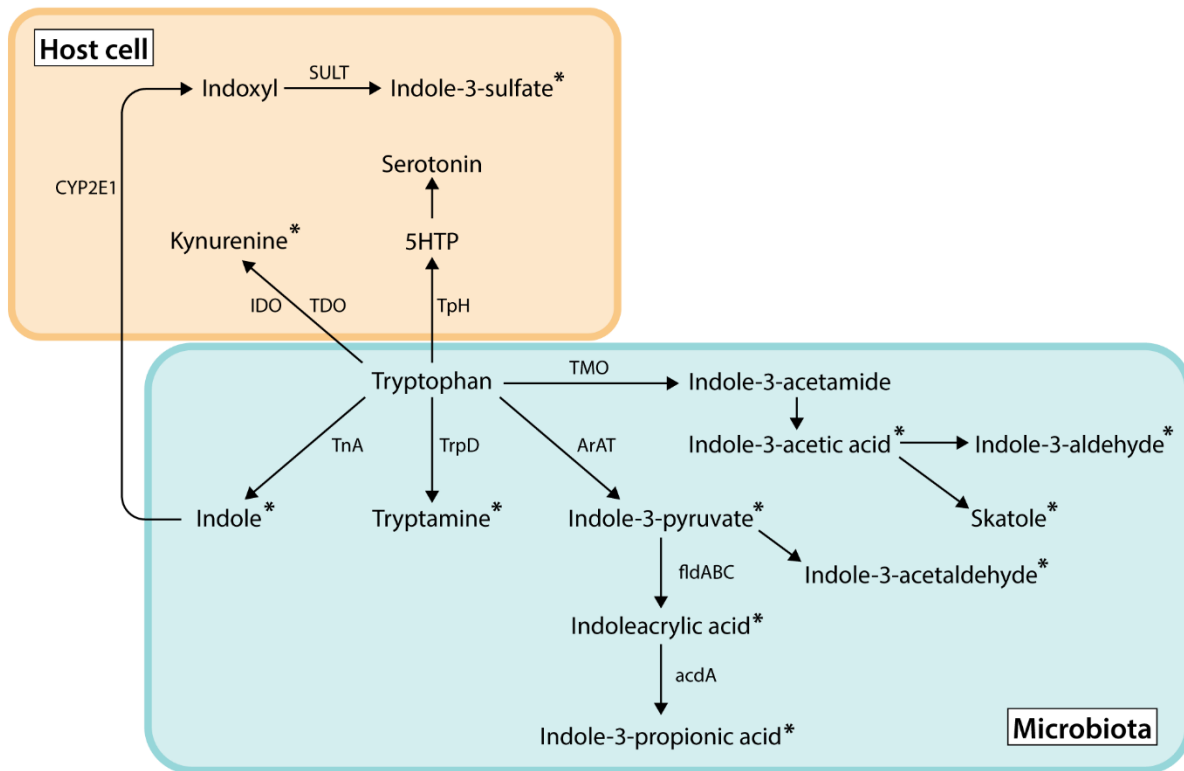 Host cell
SULT
Indoxyl
Indole-3-sulfate*
Serotonin
CYP2E1
Kynurenine*
5HTP
IDO
TDO
TpH
Tryptophan
TMO
Indole-3-acetamide
TnA
TrpD
ArAT
Indole-3-acetic acid*
Indole-3-aldehyde*
Indole*
Tryptamine*
Indole-3-pyruvate*
Skatole*
fldABC
Indole-3-acetaldehyde*
Indoleacrylic acid*
acdA
Indole-3-propionic acid*
Microbiota